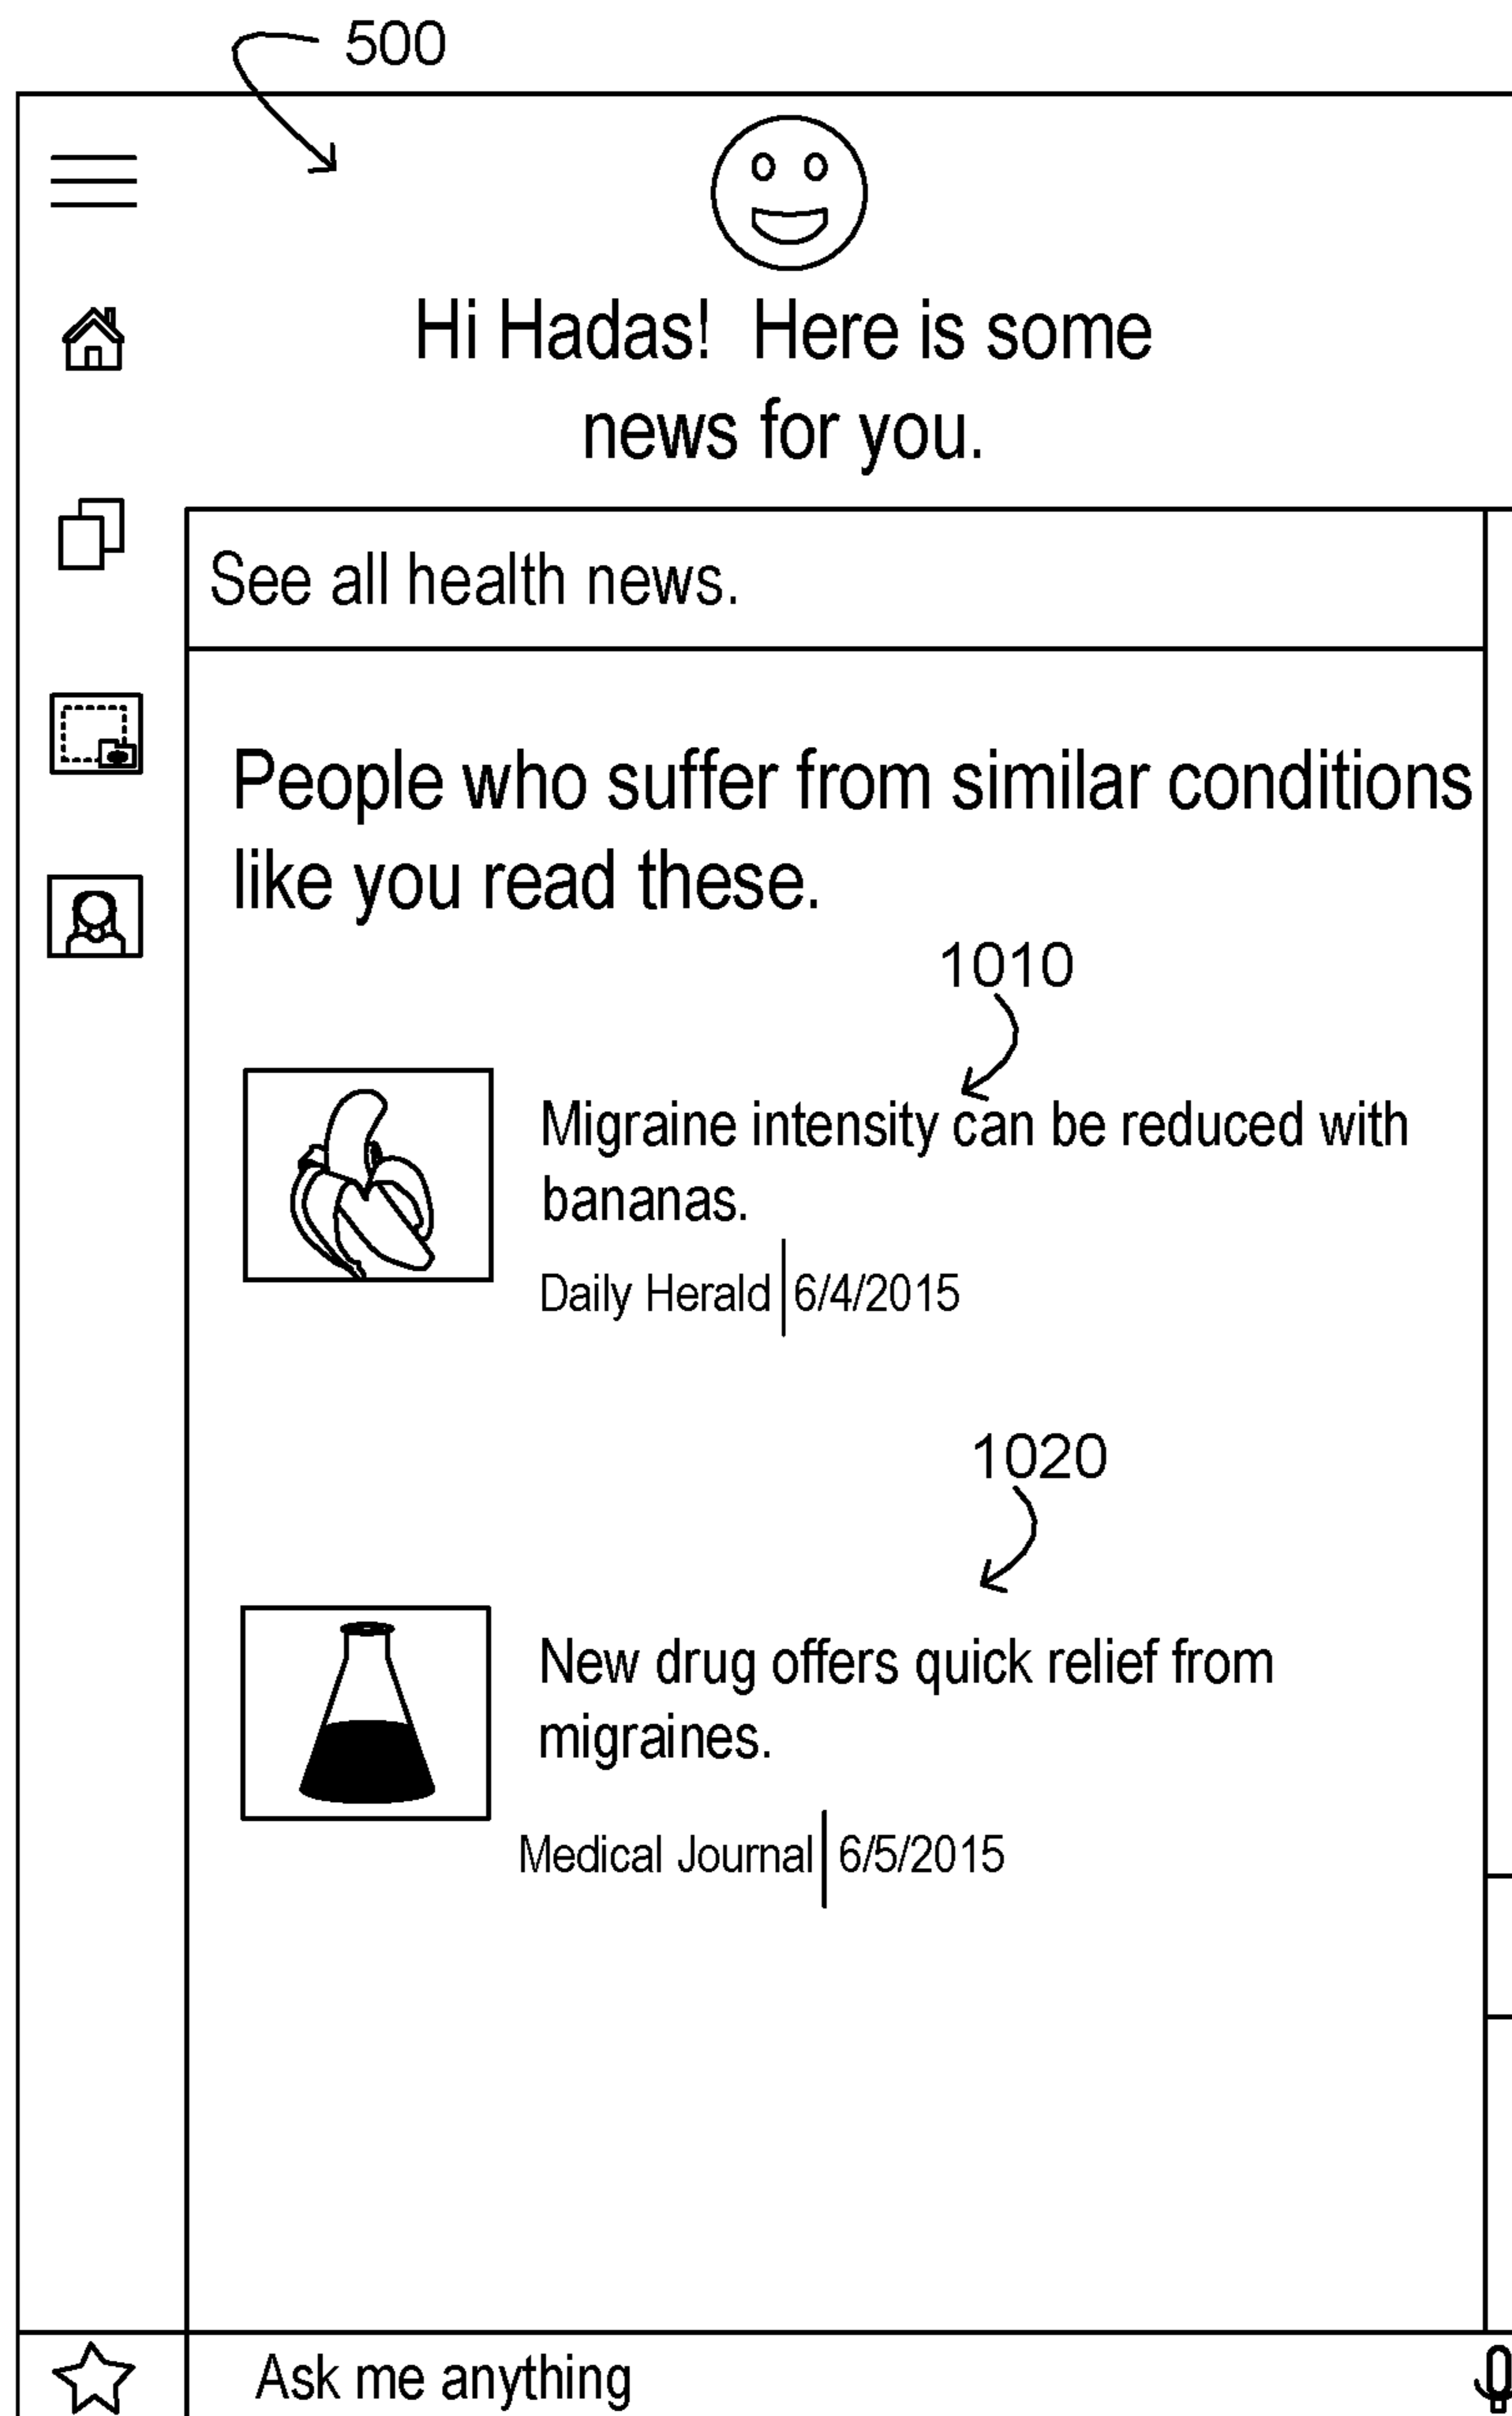 500
Hi Hadas!  Here is some
news for you.
See all health news.
People who suffer from similar conditions
like you read these.
1010
Migraine intensity can be reduced with
bananas.
Daily Herald | 6/4/2015
1020
New drug offers quick relief from
migraines.
Medical Journal | 6/5/2015
Ask me anything